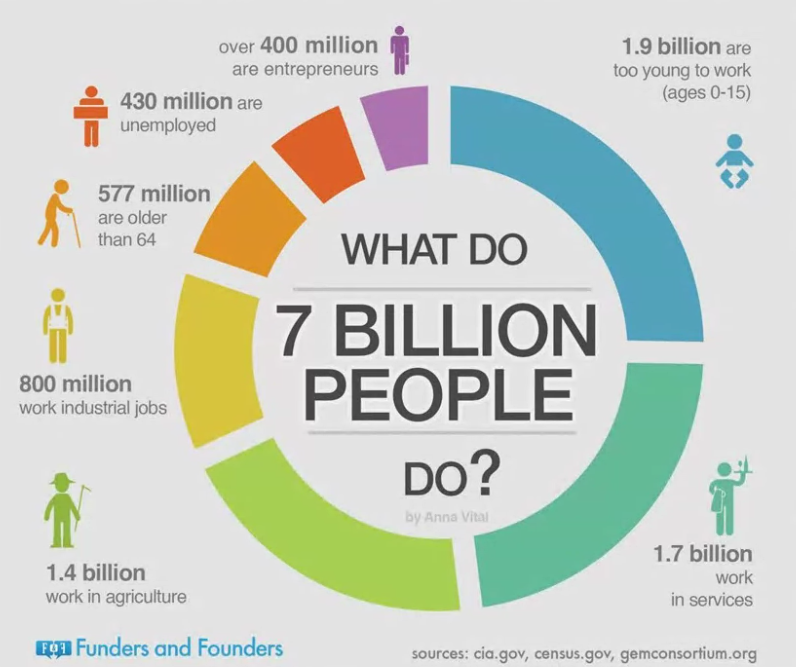 over 400 million
are entrepreneurs
1.9 billion are
too young to work
(ages 0-15)
430 million are
unemployed
577 million
are older
than 64
WHAT DO
7 BILLION
PEOPLE
DO?
by Anna Vital
800 million
work industrial jobs
1.4 billion
work in agriculture
1.7 billion
work
in services
Funders and Founders
sources: cia.gov, census.gov, gemconsortium.org